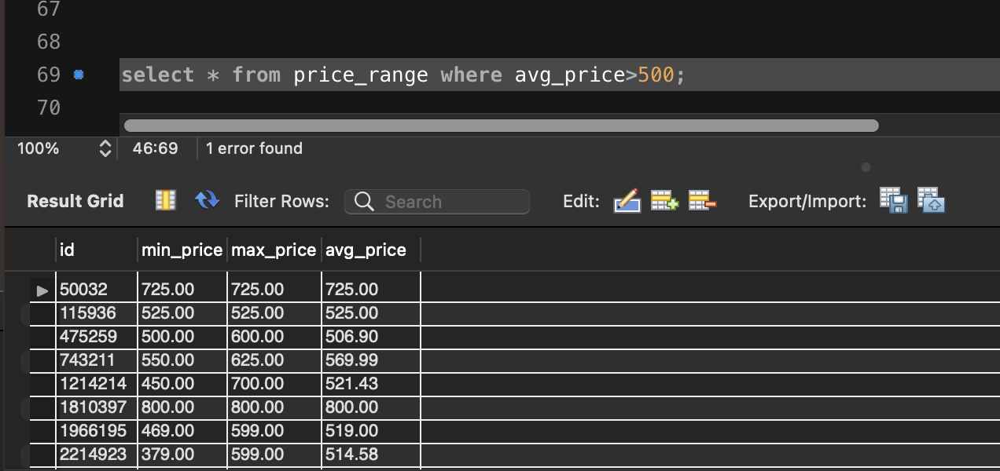 67
68
69 select * from price_range where avg_price>500;
70
100% 46:69 1 error found
Result Grid Filter Rows: Search Edit: Export/Import:
id min_price max_price avg_price
50032 725.00 725.00 725.00
115936 525.00 525.00 525.00
475259 500.00 600.00 506.90
743211 550.00 625.00 569.99
1214214 450.00 700.00 521.43
1810397 800.00 800.00 800.00
1966195 469.00 599.00 519.00
2214923 379.00 599.00 514.58